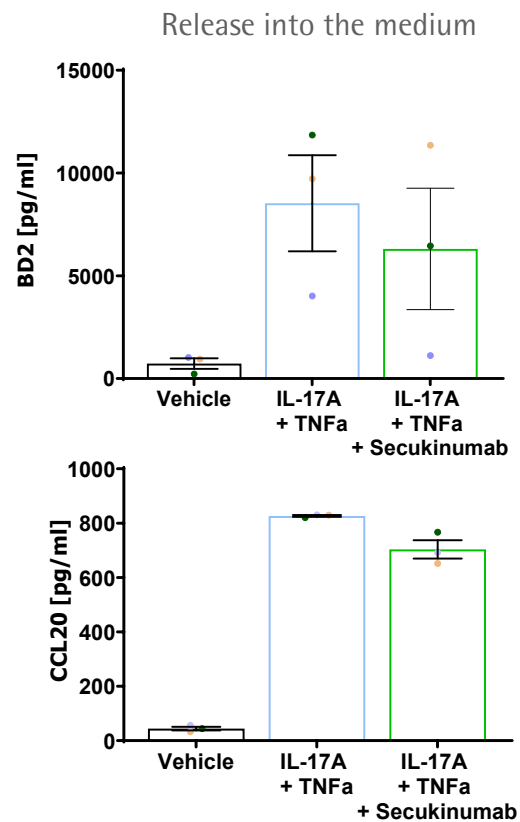 Release into the medium
BD2 [pg/ml]
15000
10000
5000
0
Vehicle
IL-17A
+ TNFa
IL-17A
+ TNFa
+ Secukinumab
CCL20 [pg/ml]
1000
800
600
400
200
0
Vehicle
IL-17A
+ TNFa
IL-17A
+ TNFa
+ Secukinumab